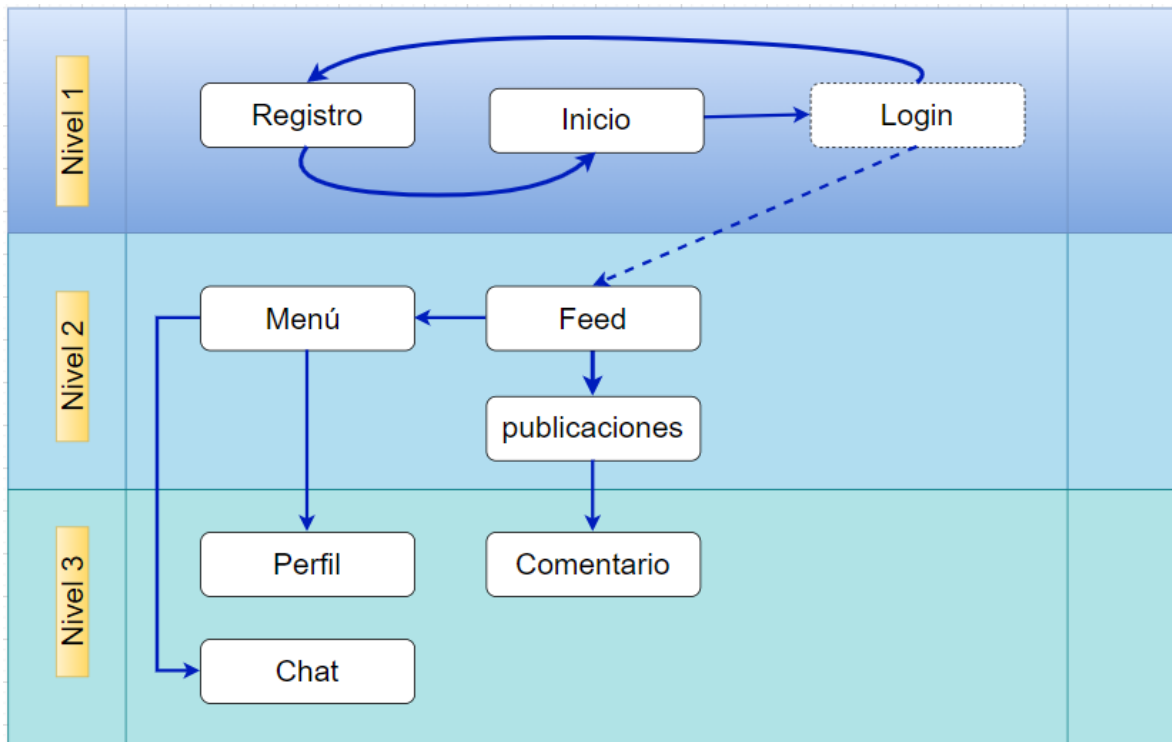 Nivel 1
Registro
Inicio
Login
Nivel 2
Menú
Feed
publicaciones
Nivel 3
Perfil
Comentario
Chat